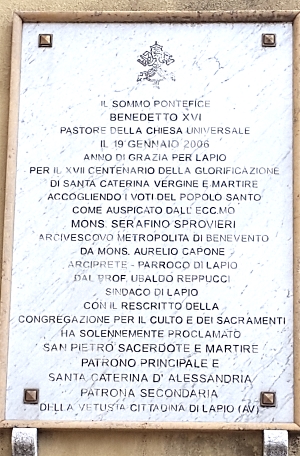 IL SOMMO PONTEFICE
BENEDETTO XVI
PASTORE DELLA CHIESA UNIVERSALE
IL 19 GENNAIO 2006
ANNO DI GRAZIA PER LAPIO
PER IL XVII CENTENARIO DELLA GLORIFICAZIONE
DI SANTA CATERINA VERGINE E MARTIRE
ACCOGLIENDO I VOTI DEL POPOLO SANTO
COME AUSPICATO DALL'ECC.MO
MONS. SERAFINO SPROVIERI
ARCIVESCOVO METROPOLITA DI BENEVENTO
DA MONS. AURELIO CAPONE
ARCIPRETE - PARROCO DI LAPIO
DAL PROF. UBALDO REPPUCCI
SINDACO DI LAPIO
CON IL RESCRITTO DELLA
CONGREGAZIONE PER IL CULTO E DEI SACRAMENTI
HA SOLENNEMENTE PROCLAMATO
SAN PIETRO SACERDOTE E MARTIRE
PATRONO PRINCIPALE E
SANTA CATERINA D' ALESSANDRIA
PATRONA SECONDARIA
DELLA VETUSTA CITTADINA DI LAPIO (AV)